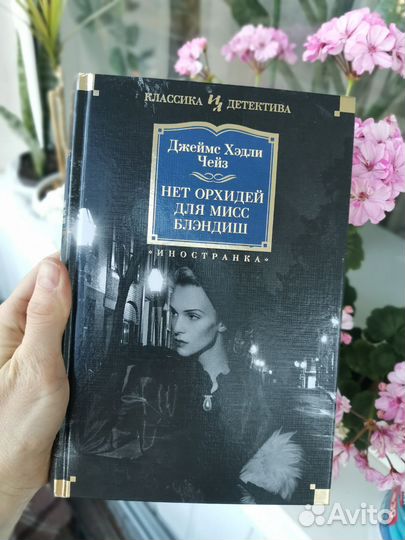 КЛАССИКА ДЕТЕКТИВА
Джеймс Хэдли
Чейз
НЕТ ОРХИДЕЙ
ДЛЯ МИСС
БЛЭНДИШ
«ИНОСТРАНКА»
Avito